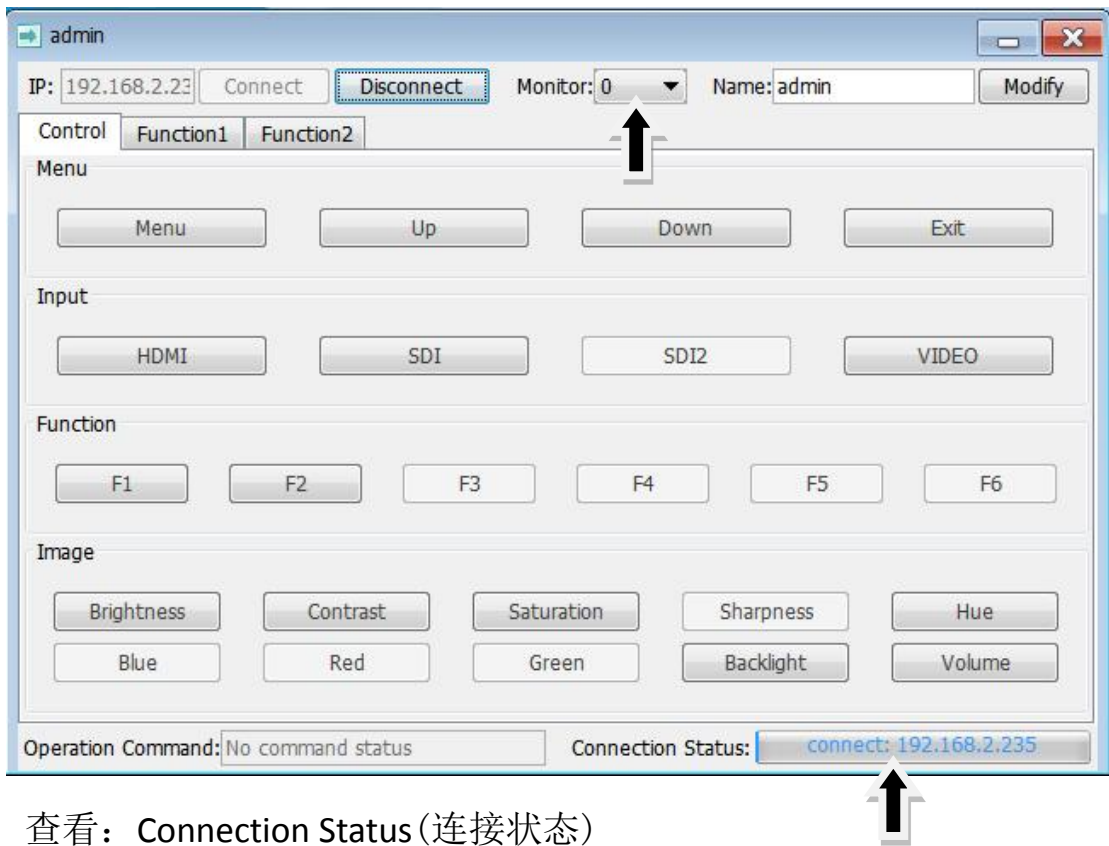 admin
IP: 192.168.2.23 Connect Disconnect Monitor: 0 Name: admin Modify
Control Function1 Function2
Menu
Menu Up Down Exit
Input
HDMI SDI SDI2 VIDEO
Function
F1 F2 F3 F4 F5 F6
Image
Brightness Contrast Saturation Sharpness Hue
Blue Red Green Backlight Volume
Operation Command: No command status Connection Status: connect: 192.168.2.235
查看：Connection Status(连接状态)